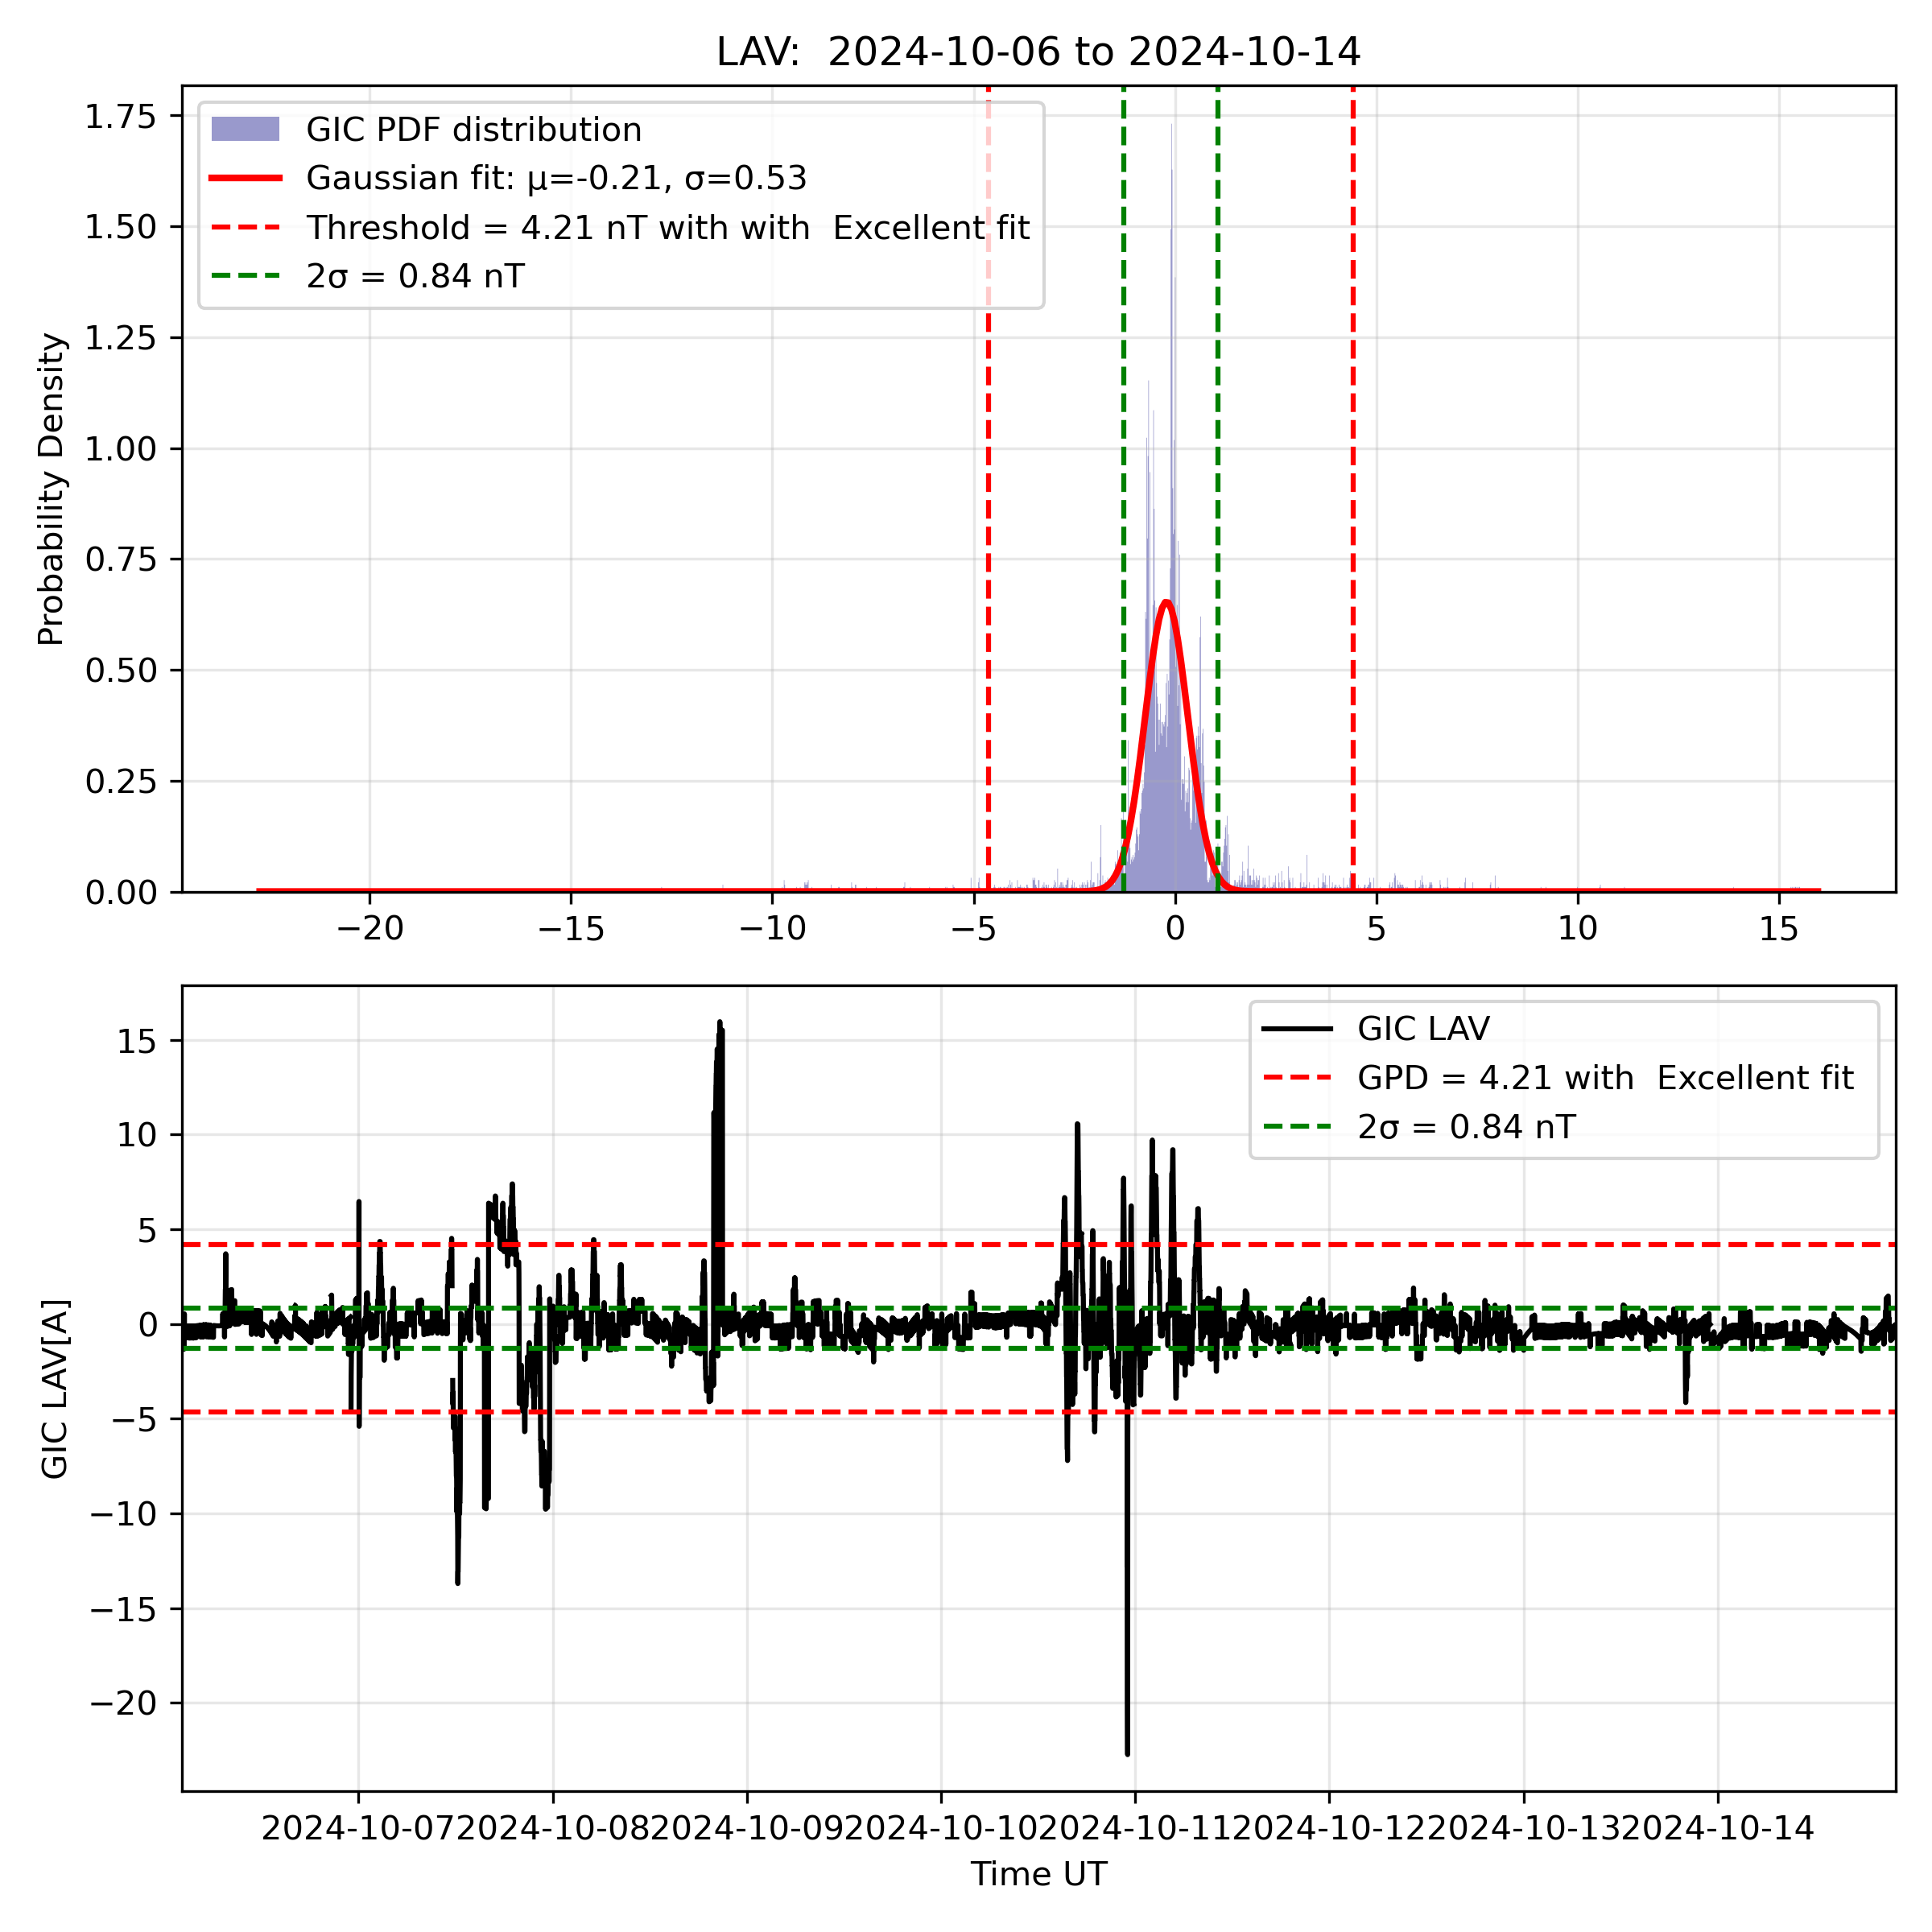 LAV:  2024-10-06 to 2024-10-14
GIC PDF distribution
Gaussian fit: μ=-0.21, σ=0.53
Threshold = 4.21 nT with with  Excellent fit
2σ = 0.84 nT
Probability Density
1.75
1.50
1.25
1.00
0.75
0.50
0.25
0.00
−20
−15
−10
−5
0
5
10
15
GIC LAV
GPD = 4.21 with  Excellent fit
2σ = 0.84 nT
GIC LAV[A]
15
10
5
0
−5
−10
−15
−20
2024-10-07
2024-10-08
2024-10-09
2024-10-10
2024-10-11
2024-10-12
2024-10-13
2024-10-14
Time UT